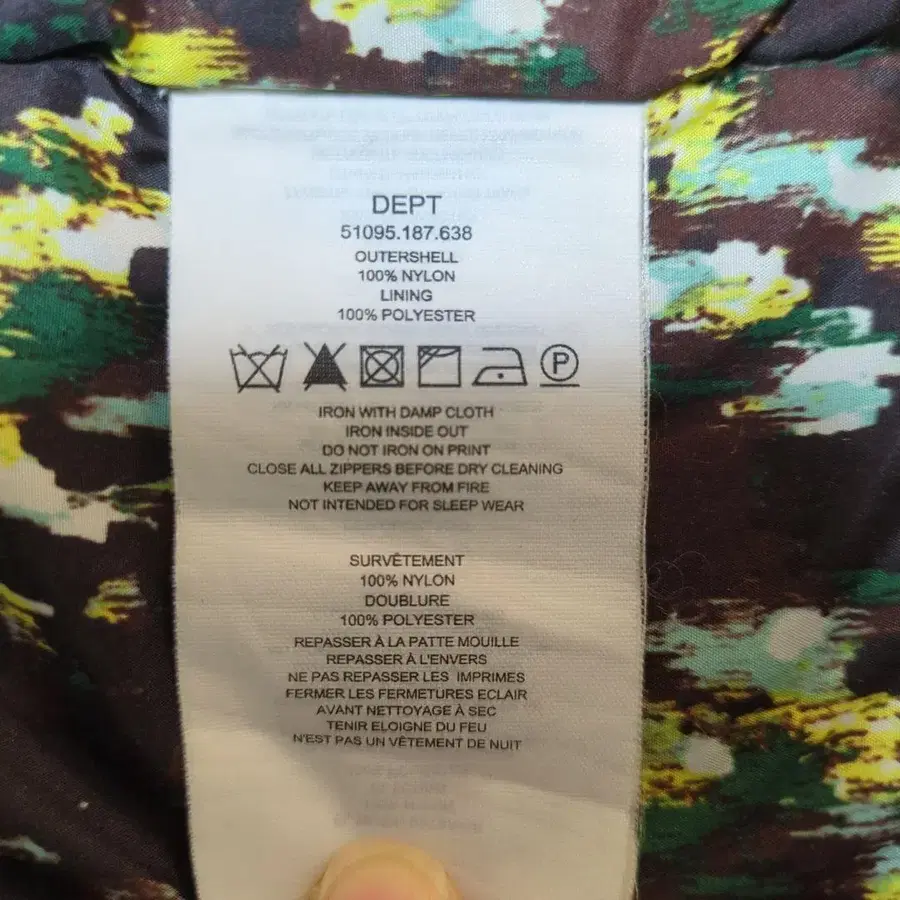 DEPT
51095.187.638
OUTERSHELL
100% NYLON
LINING
100% POLYESTER
P
IRON WITH DAMP CLOTH
IRON INSIDE OUT
DO NOT IRON ON PRINT
CLOSE ALL ZIPPERS BEFORE DRY CLEANING
KEEP AWAY FROM FIRE
NOT INTENDED FOR SLEEP WEAR
SURVÊTEMENT
100% NYLON
DOUBLURE
100% POLYESTER
REPASSER À LA PATTE MOUILLE
REPASSER À L'ENVERS
NE PAS REPASSER LES IMPRIMES
FERMER LES FERMETURES ECLAIR
AVANT NETTOYAGE À SEC
TENIR ELOIGNE DU FEU
N'EST PAS UN VÊTEMENT DE NUIT